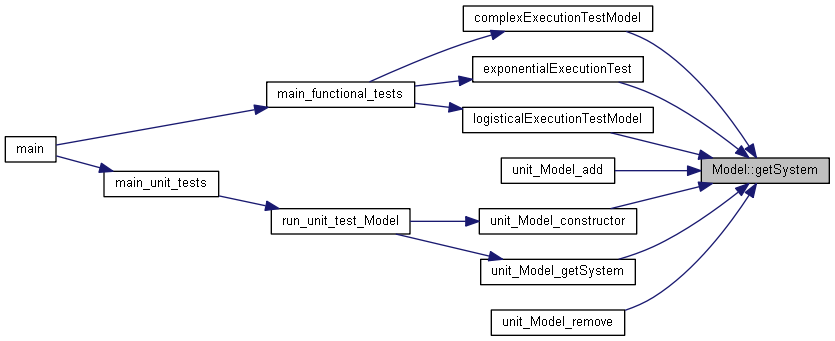 complexExecutionTestModel
exponentialExecutionTest
main_functional_tests
logisticalExecutionTestModel
main
unit_Model_add
Model::getSystem
main_unit_tests
run_unit_test_Model
unit_Model_constructor
unit_Model_getSystem
unit_Model_remove